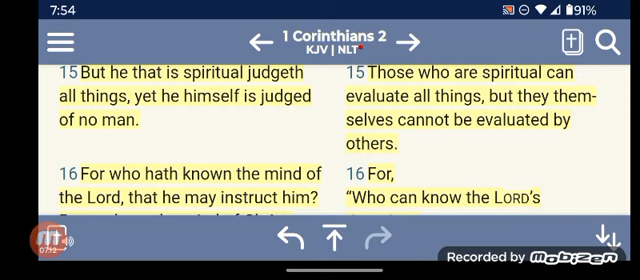 7:54
91%
1 Corinthians 2
KJV | NLT
15 But he that is spiritual judgeth
all things, yet he himself is judged
of no man.
16 For who hath known the mind of
the Lord, that he may instruct him?
15 Those who are spiritual can
evaluate all things, but they them-
selves cannot be evaluated by
others.
16 For,
“Who can know the LORD’s
Recorded by
MOBIZEN